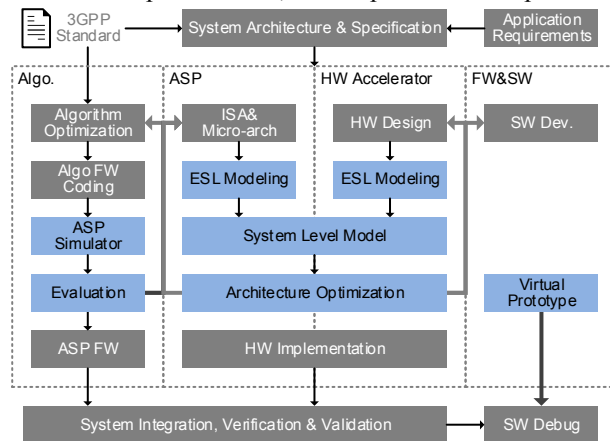 3GPP
Standard
System Architecture & Specification
Application
Requirements
Algo.
ASP
HW Accelerator
FW&SW
Algorithm
Optimization
ISA&
Micro-arch
HW Design
SW Dev.
Algo FW
Coding
ESL Modeling
ESL Modeling
ASP
Simulator
System Level Model
Evaluation
Architecture Optimization
Virtual
Prototype
ASP FW
HW Implementation
System Integration, Verification & Validation
SW Debug